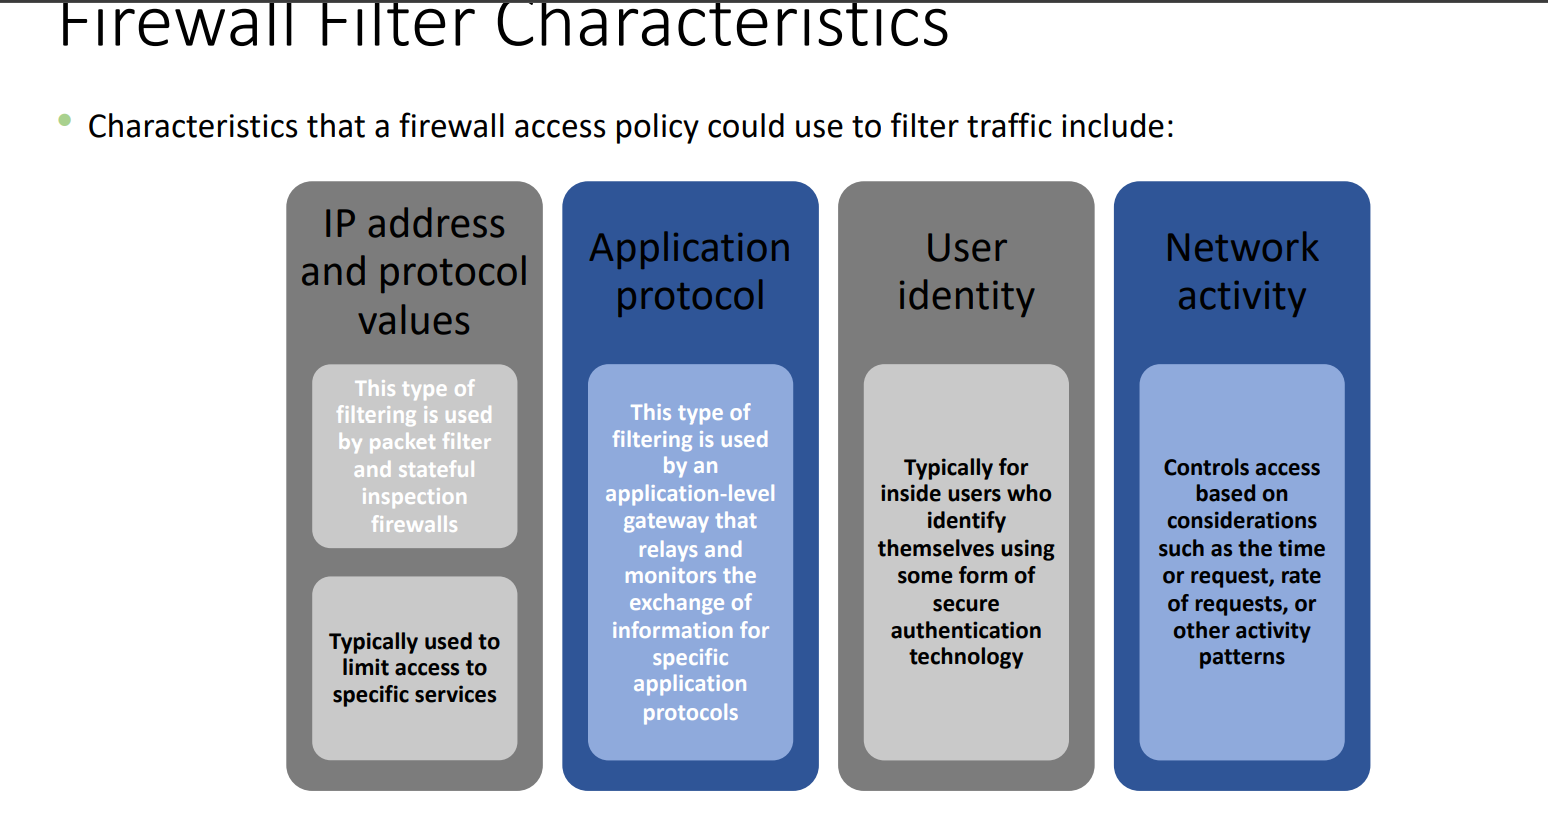 Firewall Filter Characteristics
• Characteristics that a firewall access policy could use to filter traffic include:
IP address
and protocol
values
This type of
filtering is used
by packet filter
and stateful
inspection
firewalls
Typically used to
limit access to
specific services
Application
protocol
This type of
filtering is used
by an
application-level
gateway that
relays and
monitors the
exchange of
information for
specific
application
protocols
User
identity
Typically for
inside users who
identify
themselves using
some form of
secure
authentication
technology
Network
activity
Controls access
based on
considerations
such as the time
or request, rate
of requests, or
other activity
patterns